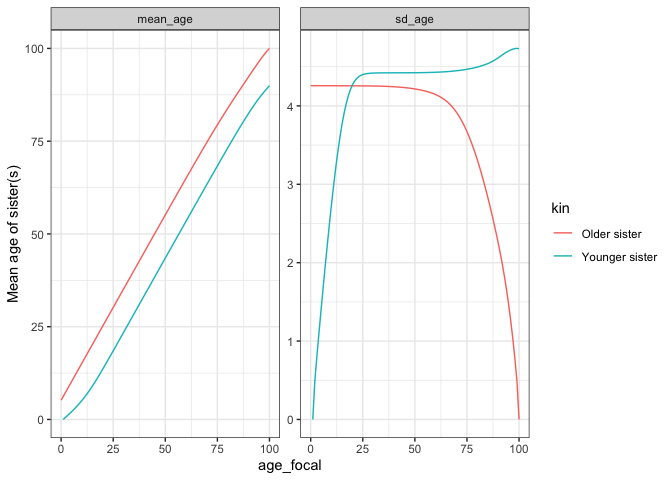 mean_age
sd_age
Mean age of sister(s)
100
75
50
25
0
4
3
2
1
0
0 25 50 75 100
0 25 50 75 100
age_focal
kin
Older sister
Younger sister